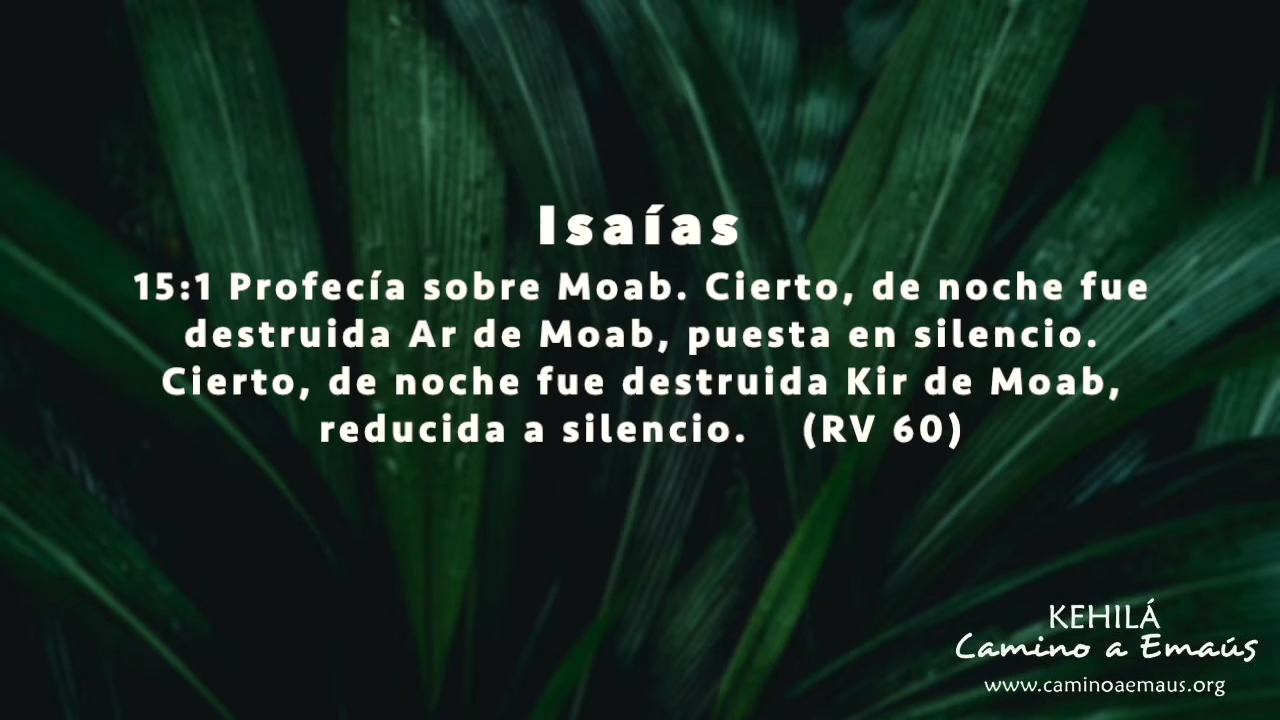 Isaías
15:1 Profecía sobre Moab. Cierto, de noche fue
destruida Ar de Moab, puesta en silencio.
Cierto, de noche fue destruida Kir de Moab,
reducida a silencio. (RV 60)
KEHILÁ
Camino a Emaús
www.caminoaemaus.org